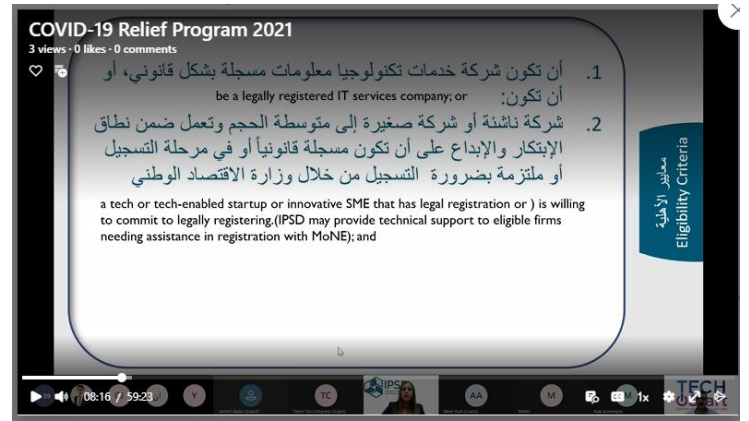 COVID-19 Relief Program 2021
3 views · 0 likes · 0 comments
1. أن تكون شركة خدمات تكنولوجيا معلومات مسجلة بشكل قانوني، أو
أن تكون:
be a legally registered IT services company; or
2. شركة ناشئة أو شركة صغيرة إلى متوسطة الحجم وتعمل ضمن نطاق
الإبتكار والإبداع على أن تكون مسجلة قانونياً أو في مرحلة التسجيل
أو ملتزمة بضرورة التسجيل من خلال وزارة الاقتصاد الوطني
a tech or tech-enabled startup or innovative SME that has legal registration or ) is willing
to commit to legally registering.(IPSD may provide technical support to eligible firms
needing assistance in registration with MoNE); and
معايير الأهلية
Eligibility Criteria
08:16 / 59:23
Y
TC
IPSD
AA
M
CC
1x
TECH